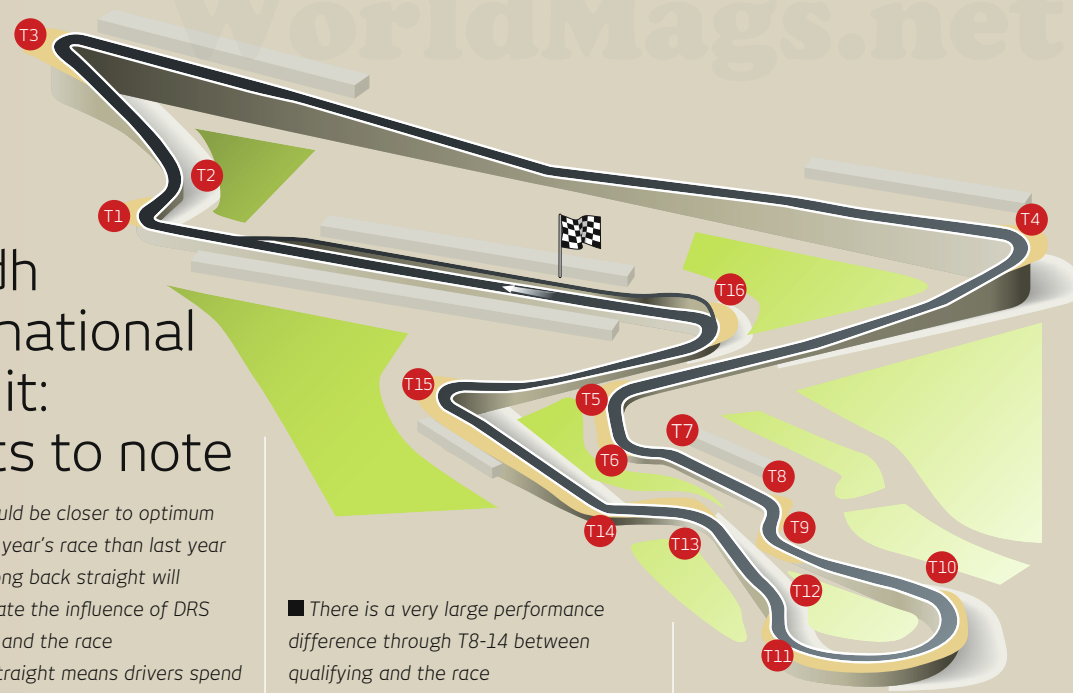 WorldMags.net
T3
T2
T1
T4
T16
T15
T5
T7
T6
T8
T9
T14
T13
T10
T12
T11
dh
national
it:
ts to note
uld be closer to optimum
year's race than last year
ong back straight will
ate the influence of DRS
and the race
traight means drivers spend
■ There is a very large performance
difference through T8-14 between
qualifying and the race